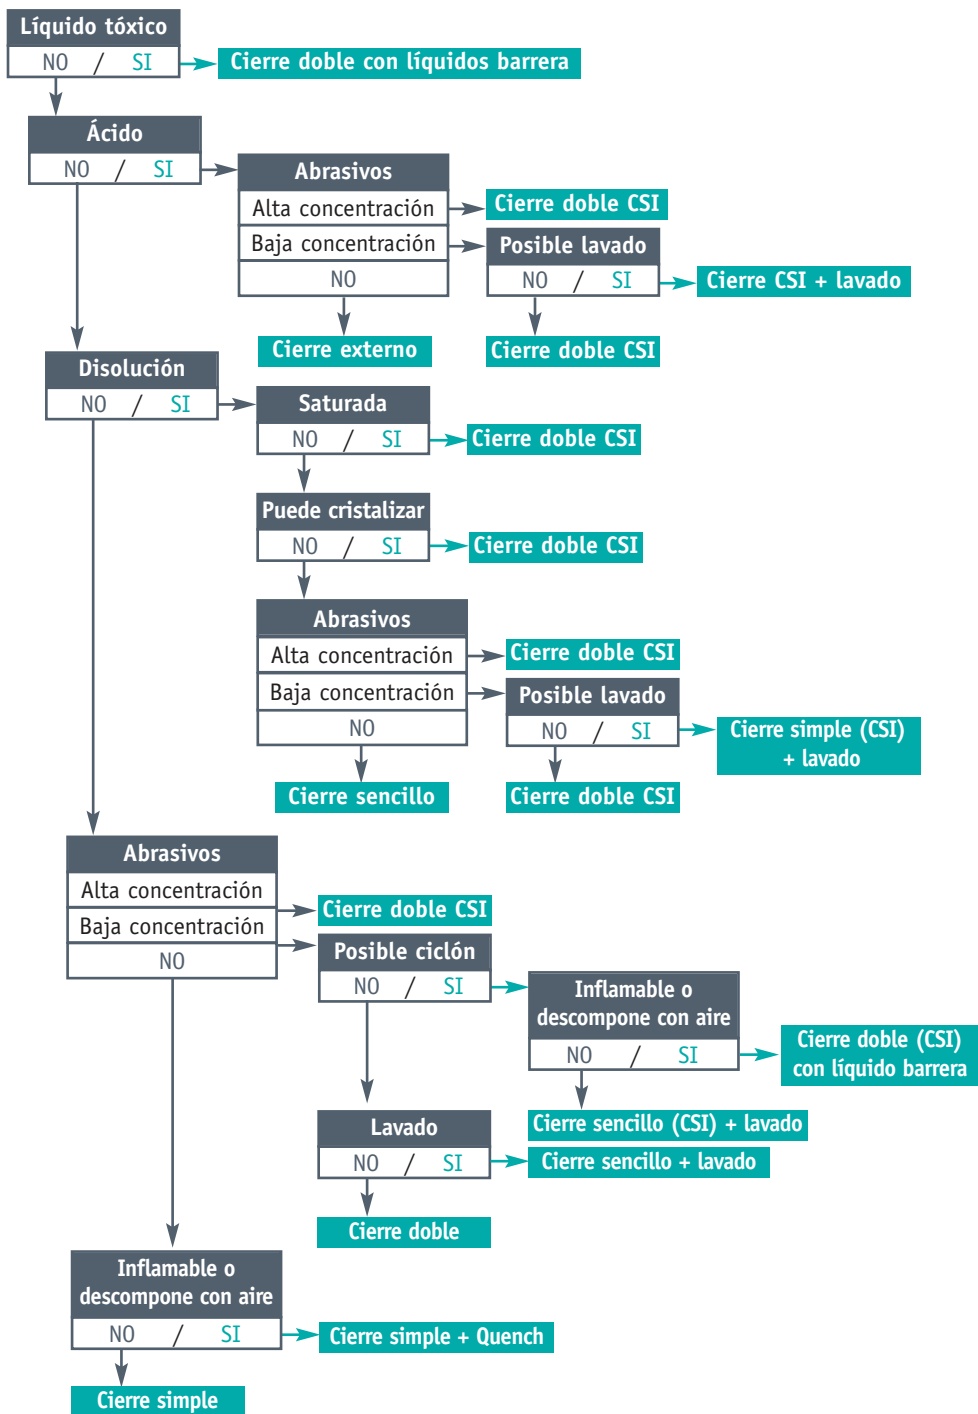 Líquido tóxico
NO / SI
Cierre doble con líquidos barrera
Ácido
NO / SI
Abrasivos
Alta concentración
Cierre doble CSI
Baja concentración
Posible lavado
NO
NO / SI
Cierre CSI + lavado
Cierre externo
Cierre doble CSI
Disolución
NO / SI
Saturada
NO / SI
Cierre doble CSI
Puede cristalizar
NO / SI
Cierre doble CSI
Abrasivos
Alta concentración
Cierre doble CSI
Baja concentración
Posible lavado
NO
NO / SI
Cierre simple (CSI)
+ lavado
Cierre sencillo
Cierre doble CSI
Abrasivos
Alta concentración
Cierre doble CSI
Baja concentración
Posible ciclón
NO
NO / SI
Inflamable o
descompone con aire
NO / SI
Cierre doble (CSI)
con líquido barrera
Cierre sencillo (CSI) + lavado
Lavado
NO / SI
Cierre sencillo + lavado
Cierre doble
Inflamable o
descompone con aire
NO / SI
Cierre simple + Quench
Cierre simple